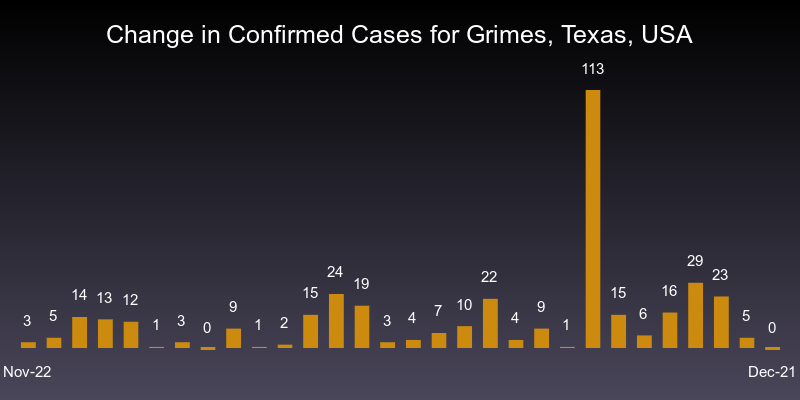 Change in Confirmed Cases for Grimes, Texas, USA
3 5 14 13 12 1 3 0 9 1 2 15 24 19 3 4 7 10 22 4 9 1 113 15 6 16 29 23 5 0
Nov-22 Dec-21